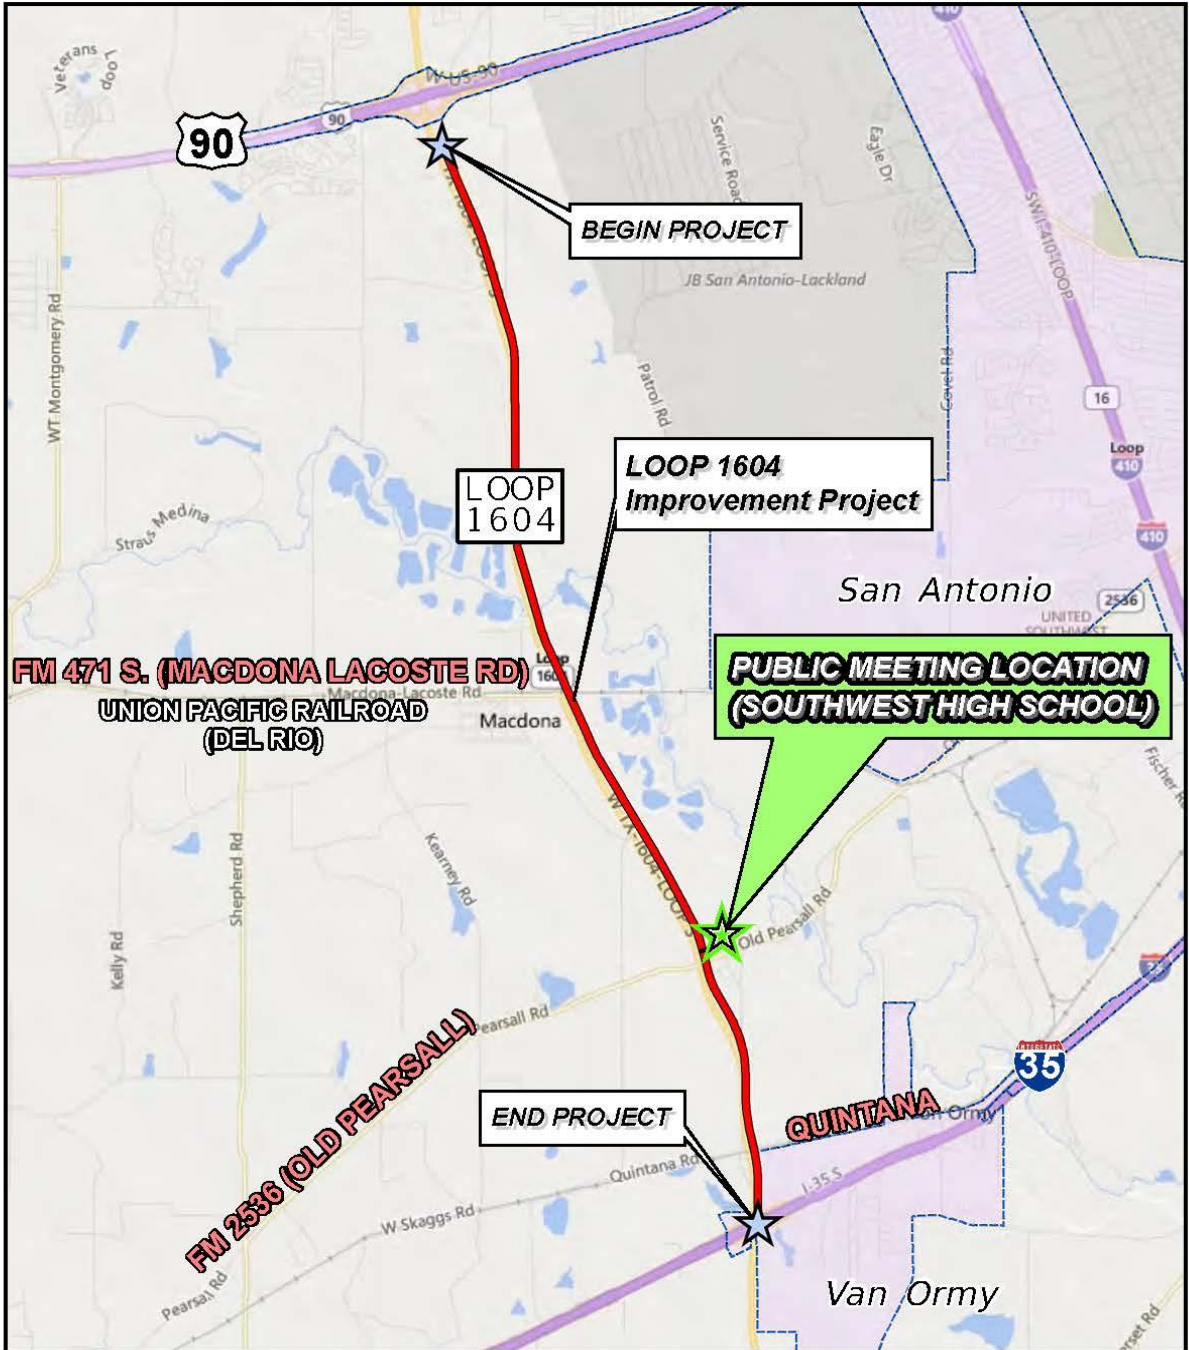 410
Veterans
Loop
W-US-90
90
90
Service Road
Eagle Dr
BEGIN PROJECT
SW-I-410-LOOP
JB San Antonio-Lackland
WT Montgomery Rd
Patrol Rd
Covel Rd
16
Loop
410
LOOP 1604
Improvement Project
LOOP
1604
Straus Medina
410
San Antonio
2536
UNITED
SOUTHWEST
FM 471 S. (MACDONA LACOSTE RD)
Loop
1604
Macdona-Lacoste Rd
UNION PACIFIC RAILROAD
(DEL RIO)
Macdona
PUBLIC MEETING LOCATION
(SOUTHWEST HIGH SCHOOL)
Fischer Rd
W TX-1604-LOOP S
Kearney Rd
Shepherd Rd
Kelly Rd
Old Pearsall Rd
35
Pearsall Rd
FM 2536 (OLD PEARSALL)
INTERSTATE
35
END PROJECT
QUINTANA
Van Ormy
Quintana Rd
I-35 S
W Skaggs Rd
Pearsall Rd
Van Ormy